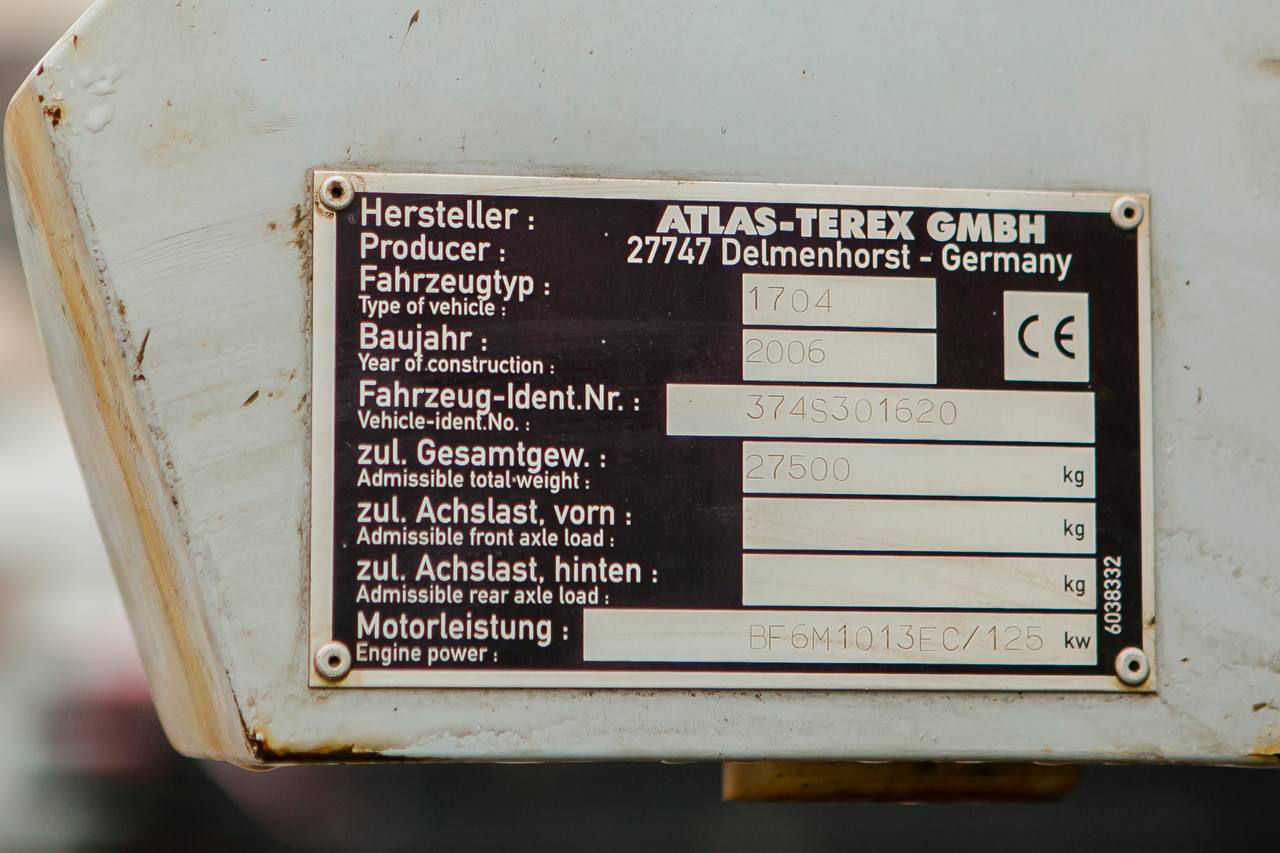 Hersteller : ATLAS-TEREX GMBH
Producer : 27747 Delmenhorst - Germany
Fahrzeugtyp : 1704
Type of vehicle :
CE
Baujahr : 2006
Year of construction :
Fahrzeug-Ident.Nr. : 374S301620
Vehicle-ident.No. :
zul. Gesamtgew. : 27500 kg
Admissible total-weight :
zul. Achslast, vorn : kg
Admissible front axle load :
zul. Achslast, hinten : kg
Admissible rear axle load :
Motorleistung : BF6M1013EC/125 kw
Engine power :
6038332